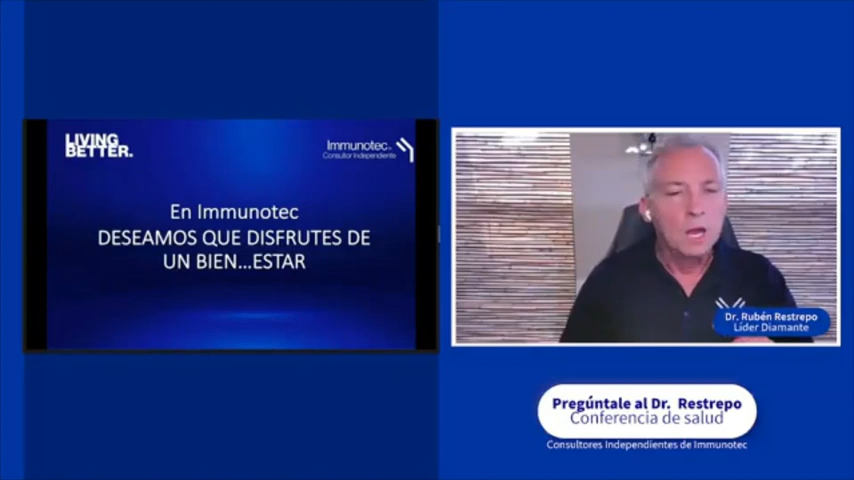 LIVING
BETTER.
Immunotec
Consultor Independiente
En Immunotec
DESEAMOS QUE DISFRUTES DE
UN BIEN...ESTAR
Dr. Rubén Restrepo
Líder Diamante
Pregúntale al Dr. Restrepo
Conferencia de salud
Consultores Independientes de Immunotec